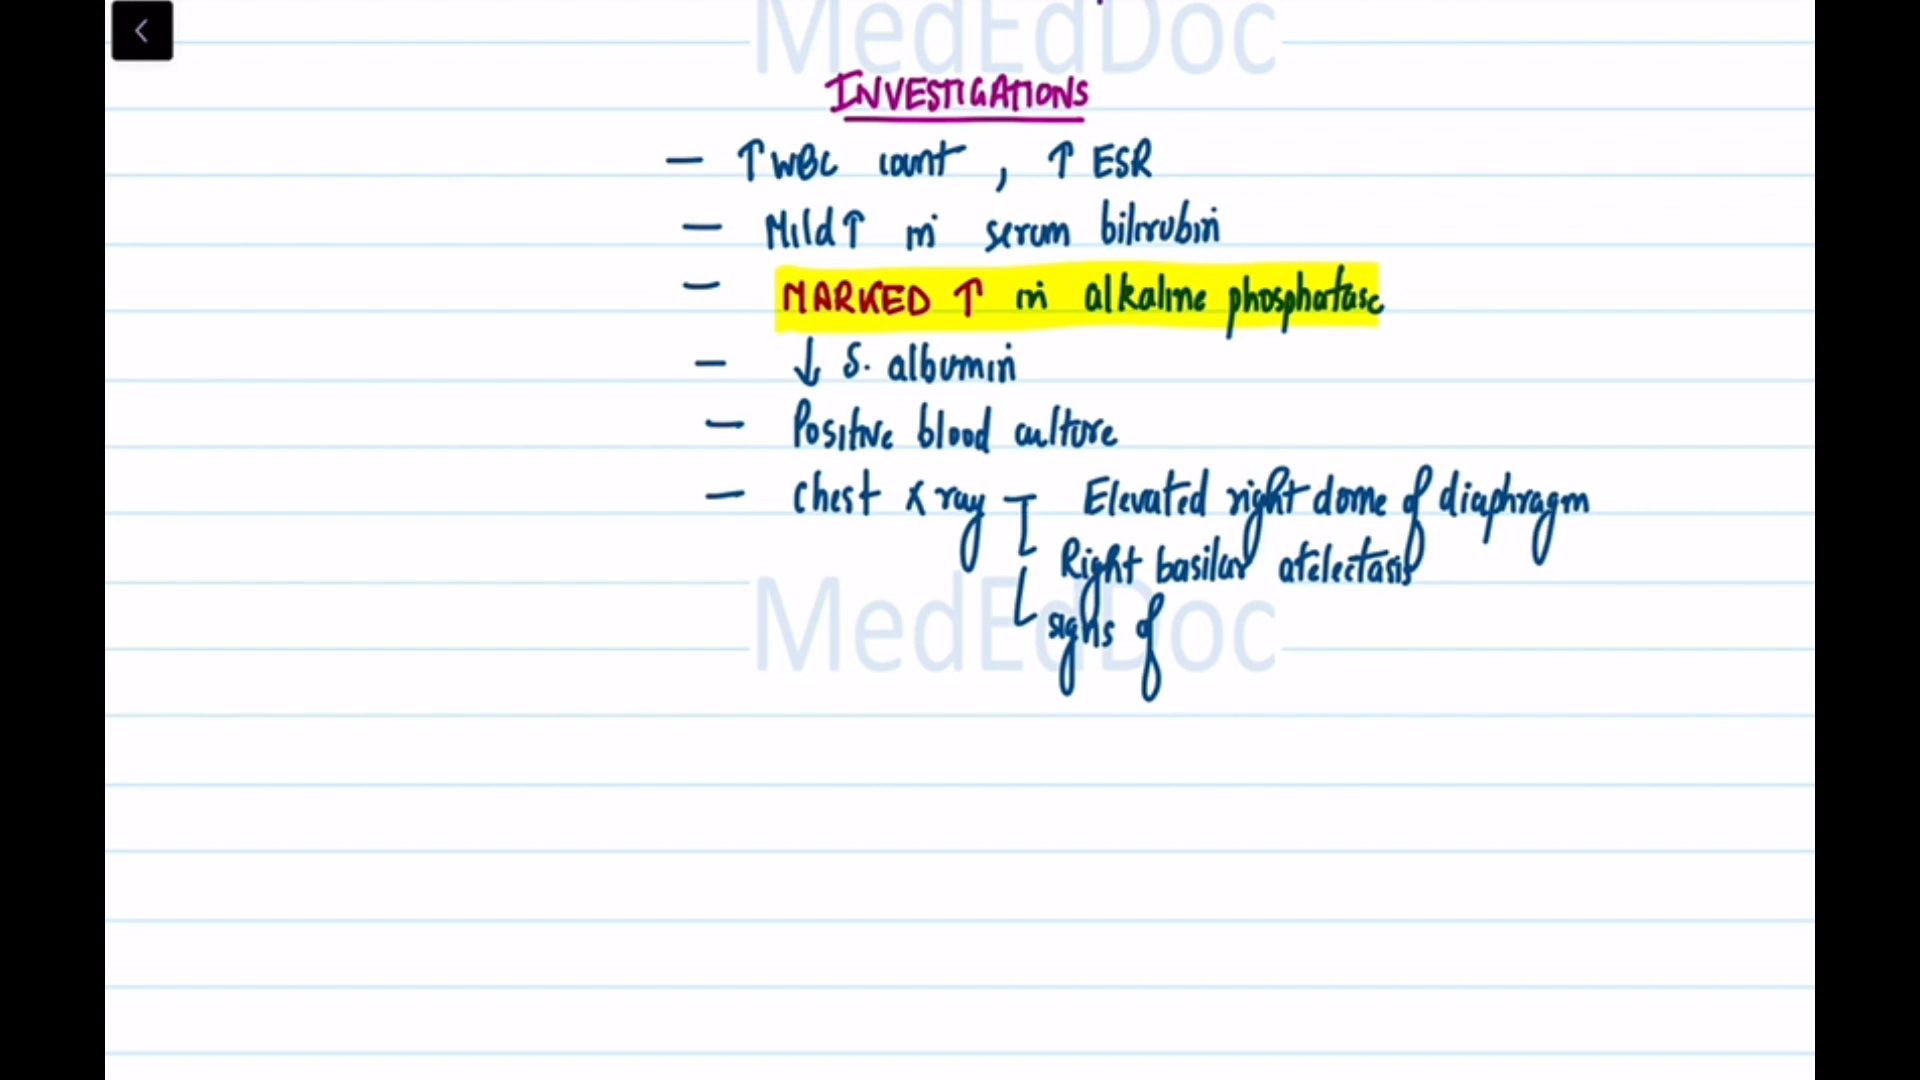 MedEdDoc
INVESTIGATIONS
— ↑ WBC count , ↑ ESR
— Mild ↑ in serum bilirubin
— MARKED ↑ in alkaline phosphatase
— ↓ S. albumin
— Positive blood culture
— Chest X ray Elevated right dome of diaphragm
Right basilar atelectasis
signs of
MedEdDoc